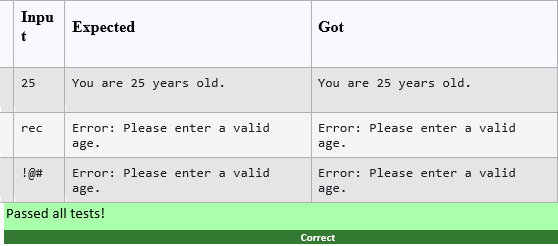 Input Expected Got
25 You are 25 years old. You are 25 years old.
rec Error: Please enter a valid Error: Please enter a valid
age. age.
!@# Error: Please enter a valid Error: Please enter a valid
age. age.
Passed all tests!
Correct